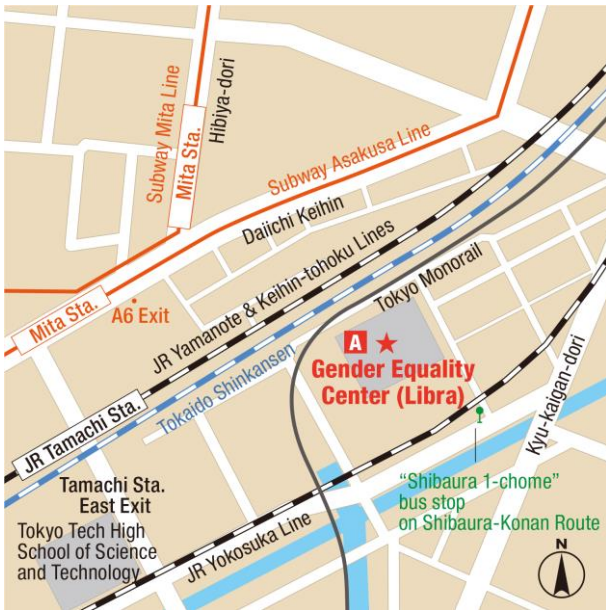 Subway Mita Line
Mita Sta.
Hibiya-dori
Subway Asakusa Line
Daiichi Keihin
Mita Sta.
A6 Exit
JR Yamanote & Keihin-tohoku Lines
Tokyo Monorail
Tokaido Shinkansen
JR Tamachi Sta.
A
Gender Equality
Center (Libra)
Kyu-kaigan-dori
Tamachi Sta.
East Exit
Tokyo Tech High
School of Science
and Technology
JR Yokosuka Line
“Shibaura 1-chome”
bus stop
on Shibaura-Konan Route
N